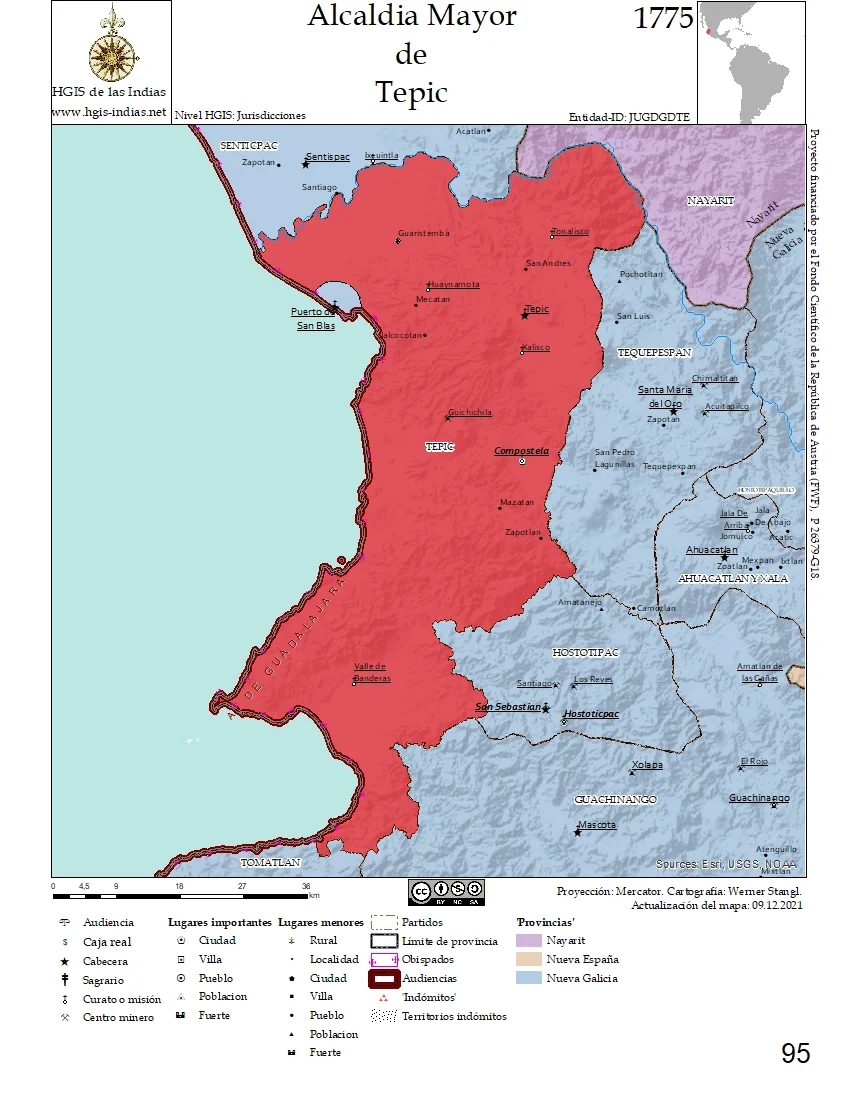 Alcaldia Mayor
de
Tepic
1775
HGIS de las Indias
www.hgis-indias.net
Nivel HGIS: Jurisdicciones
Entidad-ID: JUGDGDTE
Proyecto financiado por el Fondo Científico de la República de Austria (FWF), P 26379-G18.
SENTICPAC
Acatlan
Zapotan
Sentispac
Ixcuintla
Santiago
NAYARIT
Nayarit
Nueva
Galicia
Guaristemba
Tonalisco
San Andres
Pochotitan
Huaynamota
Mecatan
Puerto de
San Blas
Tepic
San Luis
Xalisco
TEQUEPESPAN
Chimaltitan
Santa Maria
del Oro
Acuitapilco
Zapotan
Guichichila
TEPIC
Compostela
San Pedro
Lagunillas
Tequepexpan
HOSTOTIPAQUILLO
Mazatan
Zapotlan
Jala De
Arriba
Jala
De Abajo
Jomulco
Acatic
Ahuacatlan
Zoatlan
Mexpan
Ixtlan
AHUACATLAN Y XALA
A. DE GUADALAJARA
Amatanejo
Camotlan
HOSTOTIPAC
Valle de
Banderas
Santiago
Los Reyes
Amatlan de
las Cañas
San Sebastian
Hostoticpac
Xolapa
El Rojo
GUACHINANGO
Guachinango
Mascota
TOMATLAN
Atenguillo
Mixtlan
Sources: Esri, USGS, NOAA
0 4,5 9 18 27 36
km
CC BY NC SA
Proyección: Mercator. Cartografía: Werner Stangl.
Actualización del mapa: 09.12.2021
Audiencia
Caja real
Cabecera
Sagrario
Curato o misión
Centro minero
Lugares importantes
Ciudad
Villa
Pueblo
Poblacion
Fuerte
Lugares menores
Rural
Localidad
Ciudad
Villa
Pueblo
Poblacion
Fuerte
Partidos
Límite de provincia
Obispados
Audiencias
'Indómitos'
Territorios indómitos
'Provincias'
Nayarit
Nueva España
Nueva Galicia
95